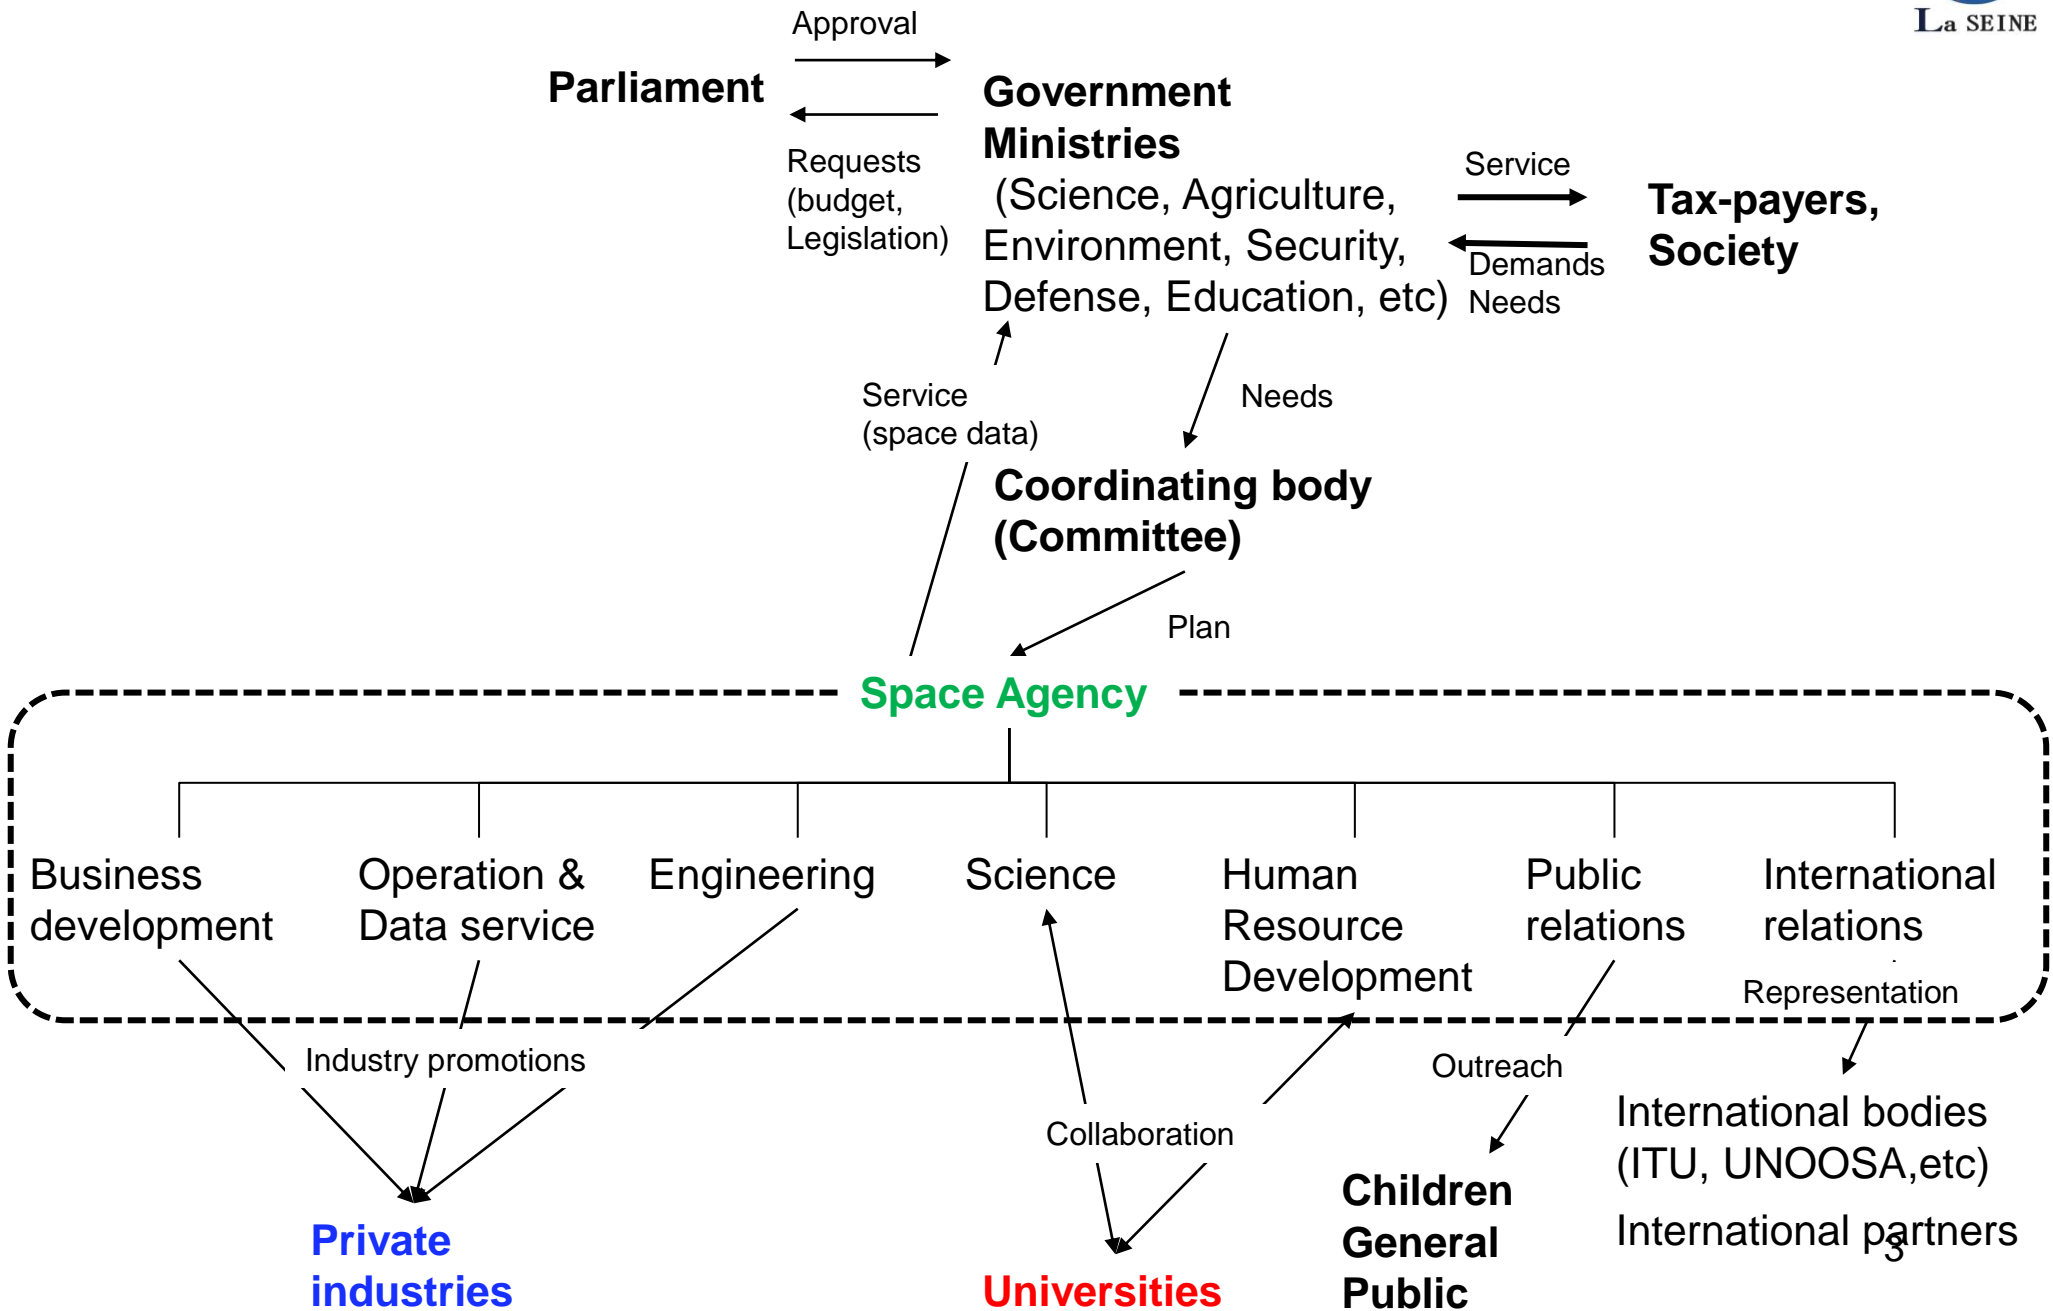 La SEINE
Approval
Parliament
Requests
(budget,
Legislation)
Government
Ministries
(Science, Agriculture,
Environment, Security,
Defense, Education, etc)
Service
Demands
Needs
Tax-payers,
Society
Service
(space data)
Needs
Coordinating body
(Committee)
Plan
Space Agency
Business
development
Operation &
Data service
Engineering
Science
Human
Resource
Development
Public
relations
International
relations
Representation
Industry promotions
Collaboration
Outreach
Private
industries
Universities
Children
General
Public
International bodies
(ITU, UNOOSA,etc)
International partners
3